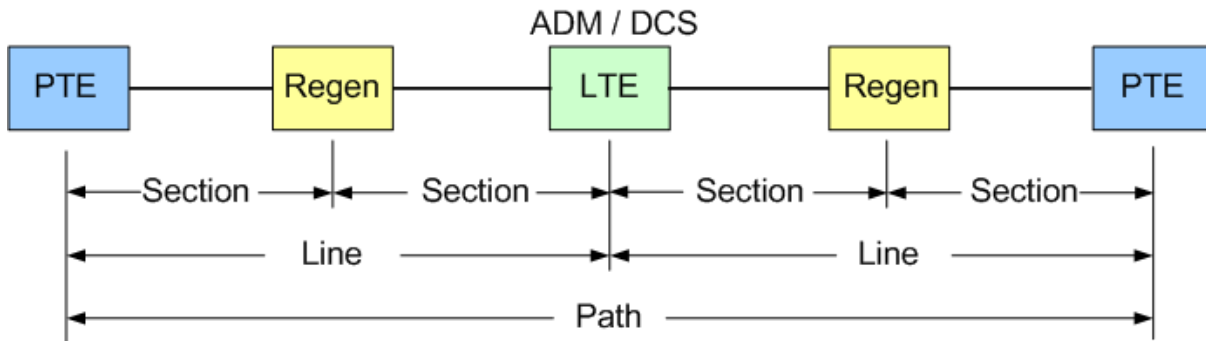 ADM / DCS
PTE Regen LTE Regen PTE
Section Section Section Section
Line Line
Path